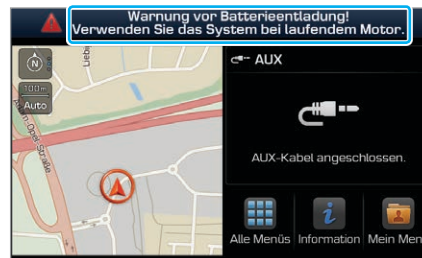 Warnung vor Batterieentladung!
Verwenden Sie das System bei laufendem Motor.
N
100m
Auto
AUX
AUX-Kabel angeschlossen.
Alle Menüs
Information
Mein Men